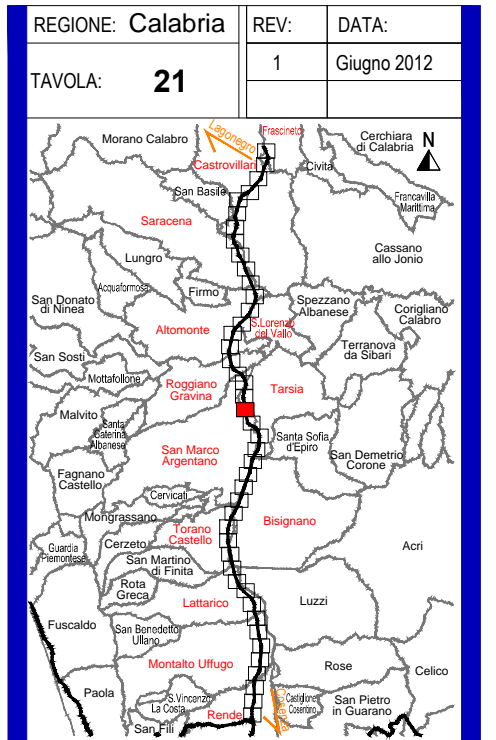 REGIONE: Calabria
REV:
DATA:
TAVOLA: 21
1
Giugno 2012
Lagonegro
Frascineto
Morano Calabro
Cerchiara
di Calabria
N
Castrovillari
Civita
San Basile
Francavilla
Marittima
Saracena
Cassano
allo Jonio
Lungro
Acquaformosa
Firmo
San Donato
di Ninea
Spezzano
Albanese
Corigliano
Calabro
Altomonte
S.Lorenzo
del Vallo
Terranova
da Sibari
San Sosti
Mottafollone
Roggiano
Gravina
Tarsia
Malvito
Santa
Caterina
Albanese
Santa Sofia
d'Epiro
San Marco
Argentano
San Demetrio
Corone
Fagnano
Castello
Cervicati
Mongrassano
Bisignano
Torano
Castello
Guardia
Piemontese
Cerzeto
Acri
San Martino
di Finita
Rota
Greca
Lattarico
Luzzi
Fuscaldo
San Benedetto
Ullano
Montalto Uffugo
Rose
Celico
Paola
S.Vincenzo
La Costa
Cosenza
Castiglione
Cosentino
San Pietro
in Guarano
Rende
San Fili